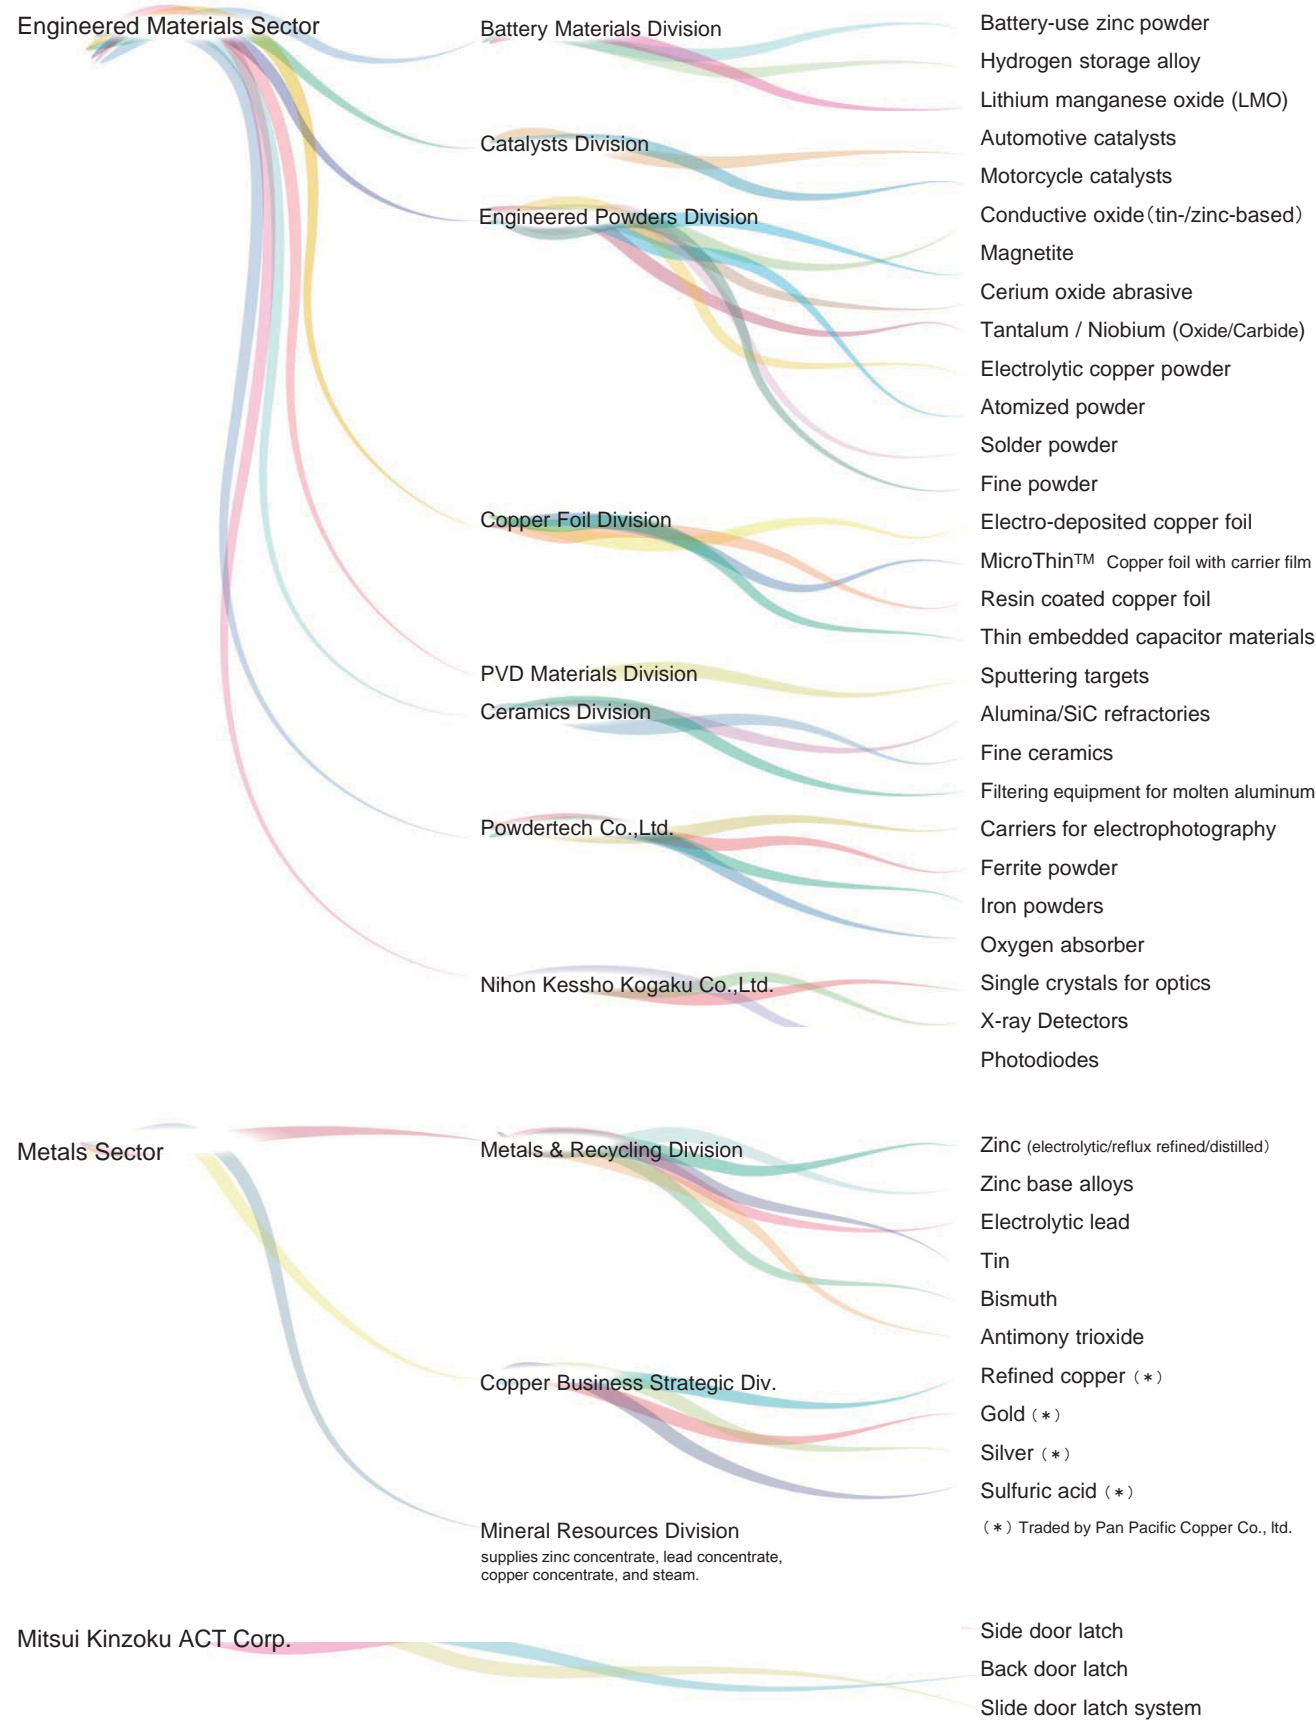 Engineered Materials Sector
Battery Materials Division
Battery-use zinc powder
Hydrogen storage alloy
Lithium manganese oxide (LMO)
Catalysts Division
Automotive catalysts
Motorcycle catalysts
Engineered Powders Division
Conductive oxide（tin-/zinc-based）
Magnetite
Cerium oxide abrasive
Tantalum / Niobium (Oxide/Carbide)
Electrolytic copper powder
Atomized powder
Solder powder
Fine powder
Copper Foil Division
Electro-deposited copper foil
MicroThin™ Copper foil with carrier film
Resin coated copper foil
Thin embedded capacitor materials
PVD Materials Division
Sputtering targets
Ceramics Division
Alumina/SiC refractories
Fine ceramics
Filtering equipment for molten aluminum
Powdertech Co.,Ltd.
Carriers for electrophotography
Ferrite powder
Iron powders
Oxygen absorber
Nihon Kessho Kogaku Co.,Ltd.
Single crystals for optics
X-ray Detectors
Photodiodes
Metals Sector
Metals & Recycling Division
Zinc (electrolytic/reflux refined/distilled）
Zinc base alloys
Electrolytic lead
Tin
Bismuth
Antimony trioxide
Copper Business Strategic Div.
Refined copper（*）
Gold（*）
Silver（*）
Sulfuric acid（*）
（*）Traded by Pan Pacific Copper Co., ltd.
Mineral Resources Division
supplies zinc concentrate, lead concentrate,
copper concentrate, and steam.
Mitsui Kinzoku ACT Corp.
Side door latch
Back door latch
Slide door latch system